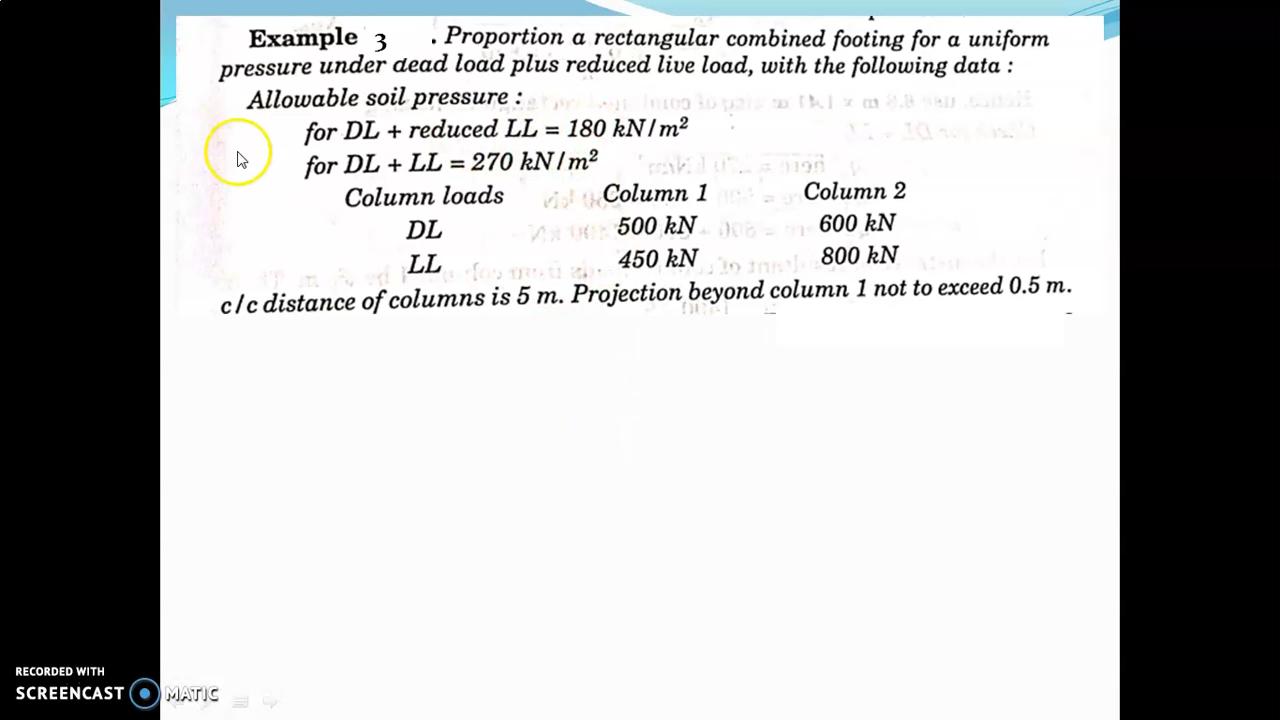 Example 3 . Proportion a rectangular combined footing for a uniform
pressure under dead load plus reduced live load, with the following data :
Allowable soil pressure :
for DL + reduced LL = 180 kN/m²
for DL + LL = 270 kN/m²
Column loads Column 1 Column 2
DL 500 kN 600 kN
LL 450 kN 800 kN
c/c distance of columns is 5 m. Projection beyond column 1 not to exceed 0.5 m.
RECORDED WITH
SCREENCAST MATIC